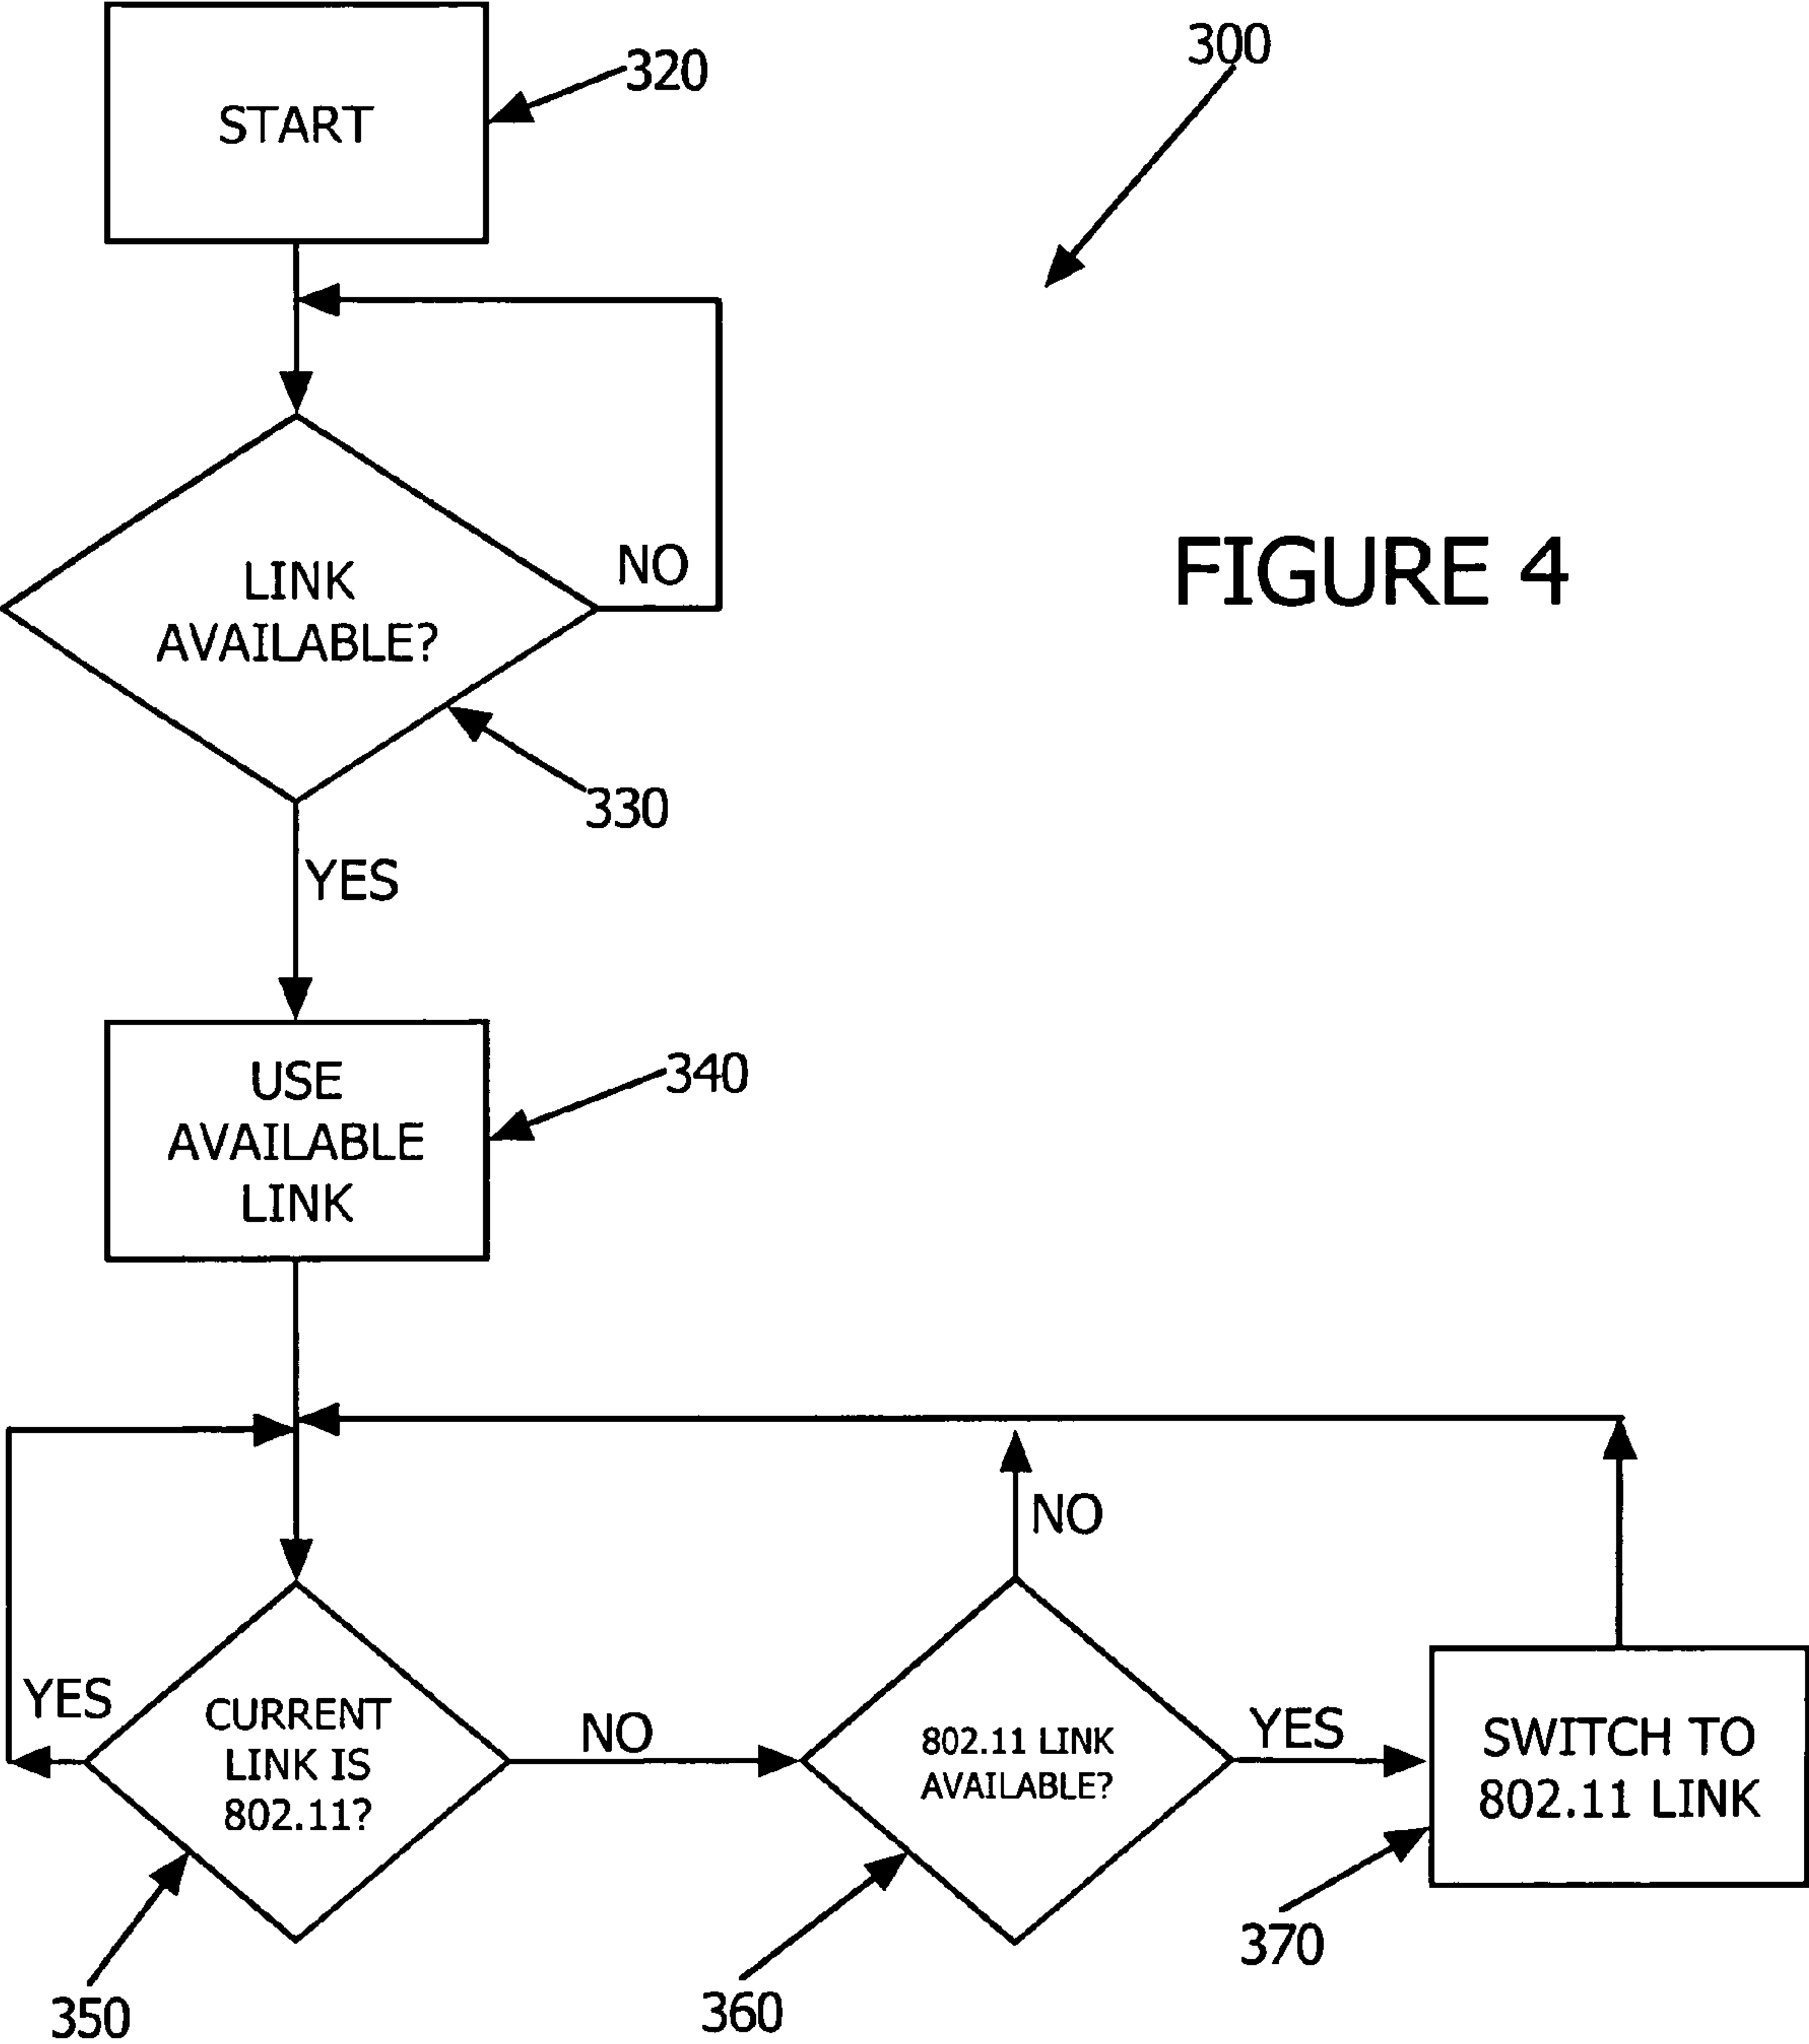 300
320
START
NO
LINK
AVAILABLE?
FIGURE 4
330
YES
USE
AVAILABLE
LINK
340
NO
YES
CURRENT
LINK IS
802.11?
NO
802.11 LINK
AVAILABLE?
YES
SWITCH TO
802.11 LINK
350
360
370